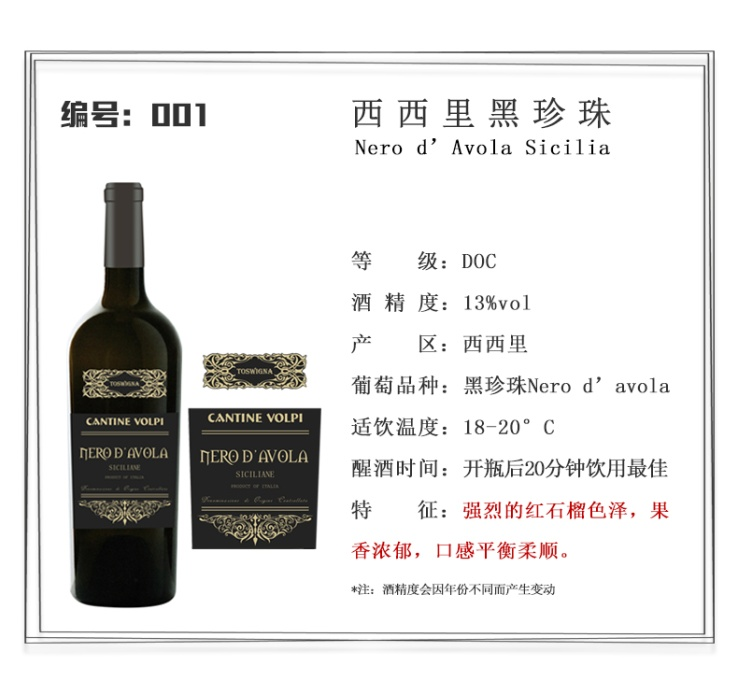 编号：001
西西里黑珍珠
Nero d’Avola Sicilia
等 级：DOC
酒 精 度：13%vol
产 区：西西里
葡萄品种：黑珍珠Nero d’avola
适饮温度：18-20°C
醒酒时间：开瓶后20分钟饮用最佳
特 征：强烈的红石榴色泽，果
香浓郁，口感平衡柔顺。
*注：酒精度会因年份不同而产生变动
TOSWIGNA
CANTINE VOLPI
NERO D'AVOLA
SICILIANE
PRODUCT OF ITALIA
TOSWIGNA
CANTINE VOLPI
NERO D'AVOLA
SICILIANE
PRODUCT OF ITALIA